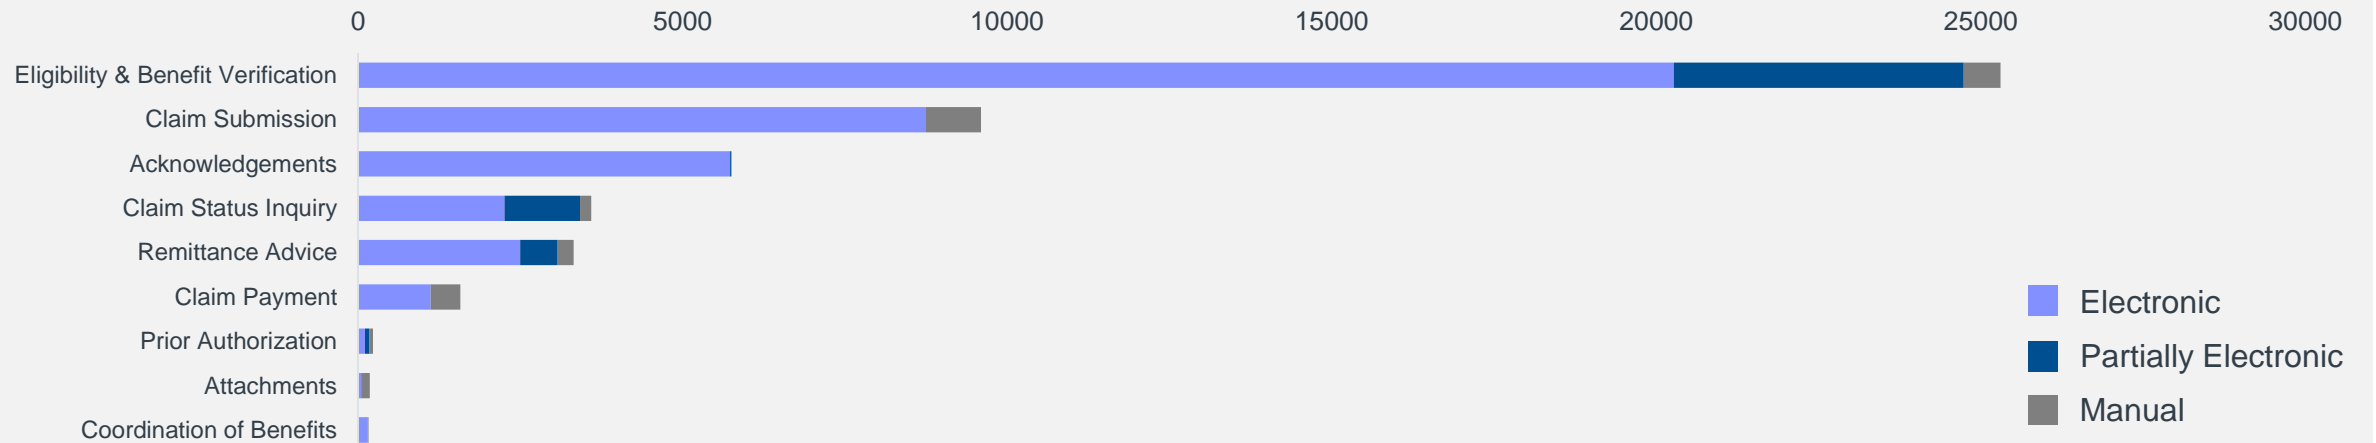 0 5000 10000 15000 20000 25000 30000
Eligibility & Benefit Verification
Claim Submission
Acknowledgements
Claim Status Inquiry
Remittance Advice
Claim Payment
Prior Authorization
Attachments
Coordination of Benefits
Electronic
Partially Electronic
Manual